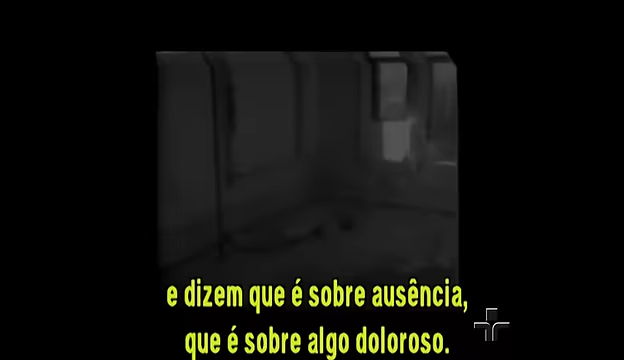 e dizem que é sobre ausência,
que é sobre algo doloroso.